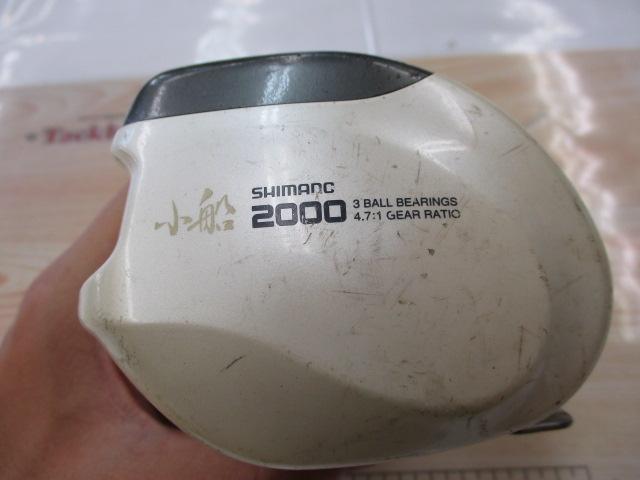 小船
SHIMANO
2000
3 BALL BEARINGS
4.7:1 GEAR RATIO